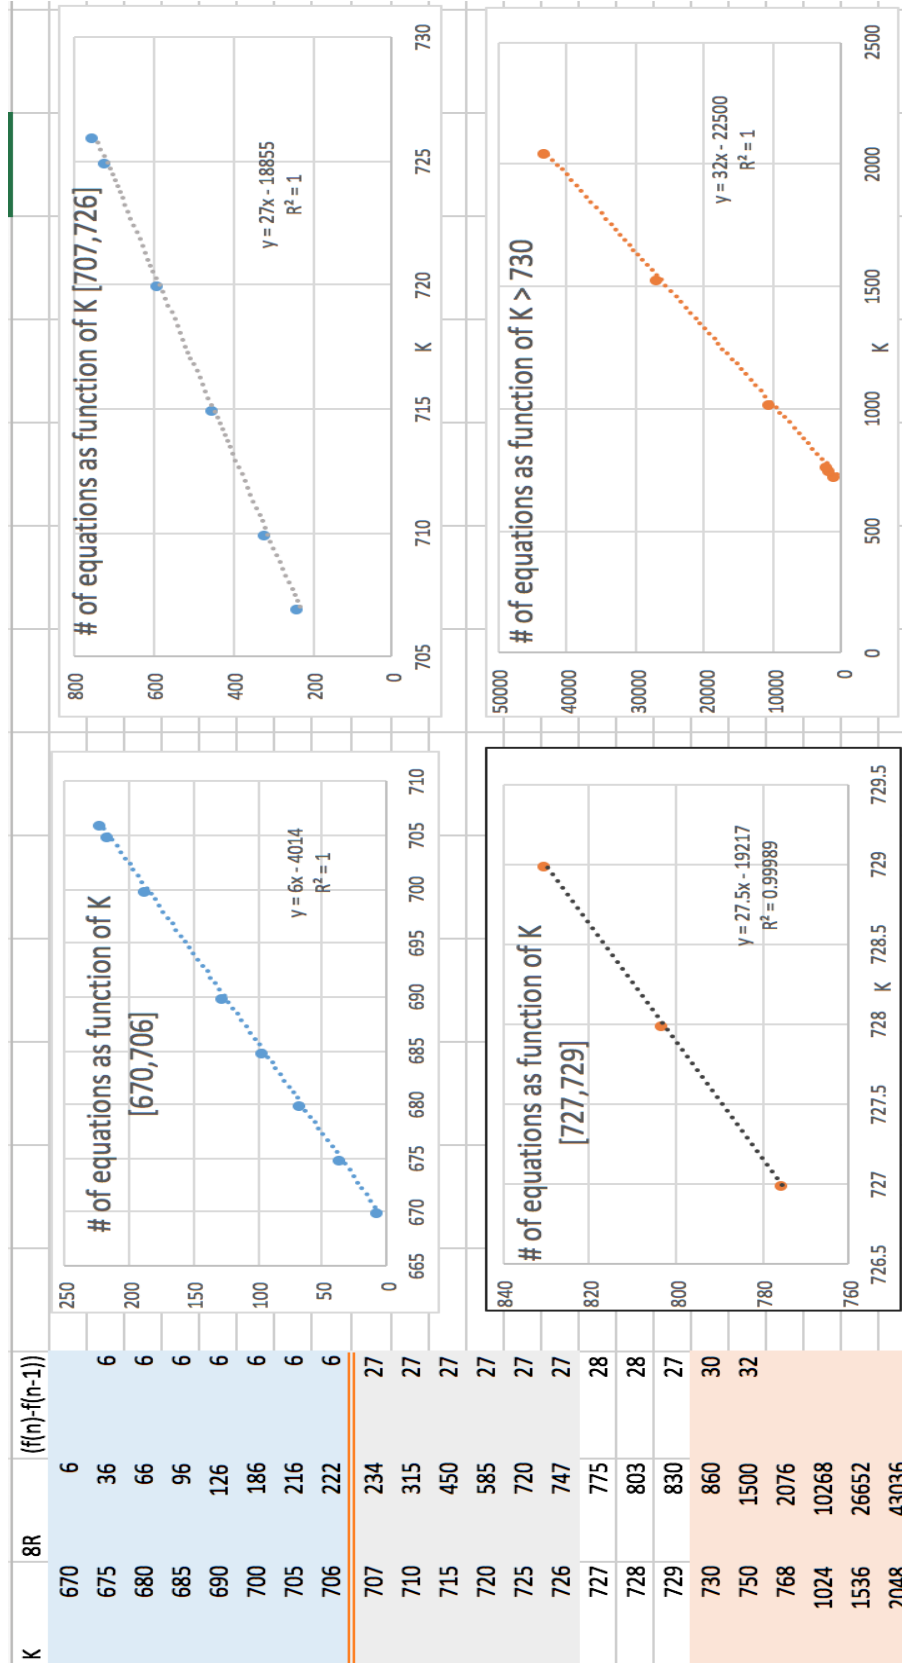 K 8R (f(n)-f(n-1))
670 6
675 36 6
680 66 6
685 96 6
690 126 6
700 186 6
705 216 6
706 222 6
707 234 27
710 315 27
715 450 27
720 585 27
725 720 27
726 747 27
727 775 28
728 803 28
729 830 27
730 860 30
750 1500 32
768 2076
1024 10268
1536 26652
2048 43036
# of equations as function of K
[670,706]
250
200
150
100
50
0
y = 6x - 4014
R² = 1
665 670 675 680 685 690 695 700 705 710
# of equations as function of K [707,726]
800
600
400
200
0
y = 27x - 18855
R² = 1
705 710 715 720 725 730
K
# of equations as function of K
[727,729]
840
820
800
780
760
y = 27.5x - 19217
R² = 0.99989
726.5 727 727.5 728 728.5 729 729.5
K
# of equations as function of K > 730
50000
40000
30000
20000
10000
0
y = 32x - 22500
R² = 1
0 500 1000 1500 2000 2500
K